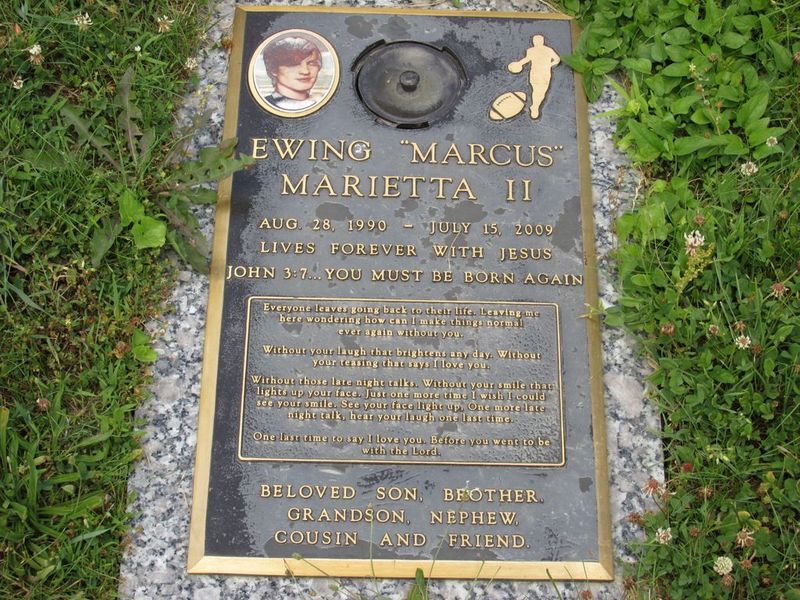 EWING "MARCUS"
MARIETTA II
AUG. 28, 1990 - JULY 15, 2009
LIVES FOREVER WITH JESUS
JOHN 3:7...YOU MUST BE BORN AGAIN
Everyone leaves going back to their life. Leaving me
here wondering how can I make things normal
ever again without you.
Without your laugh that brightens any day. Without
your teasing that says I love you.
Without those late night talks. Without your smile that
lights up your face. Just one more time I wish I could
see your smile. See your face light up. One more late
night talk, hear your laugh one last time.
One last time to say I love you. Before you went to be
with the Lord.
BELOVED SON, BROTHER,
GRANDSON, NEPHEW,
COUSIN AND FRIEND.